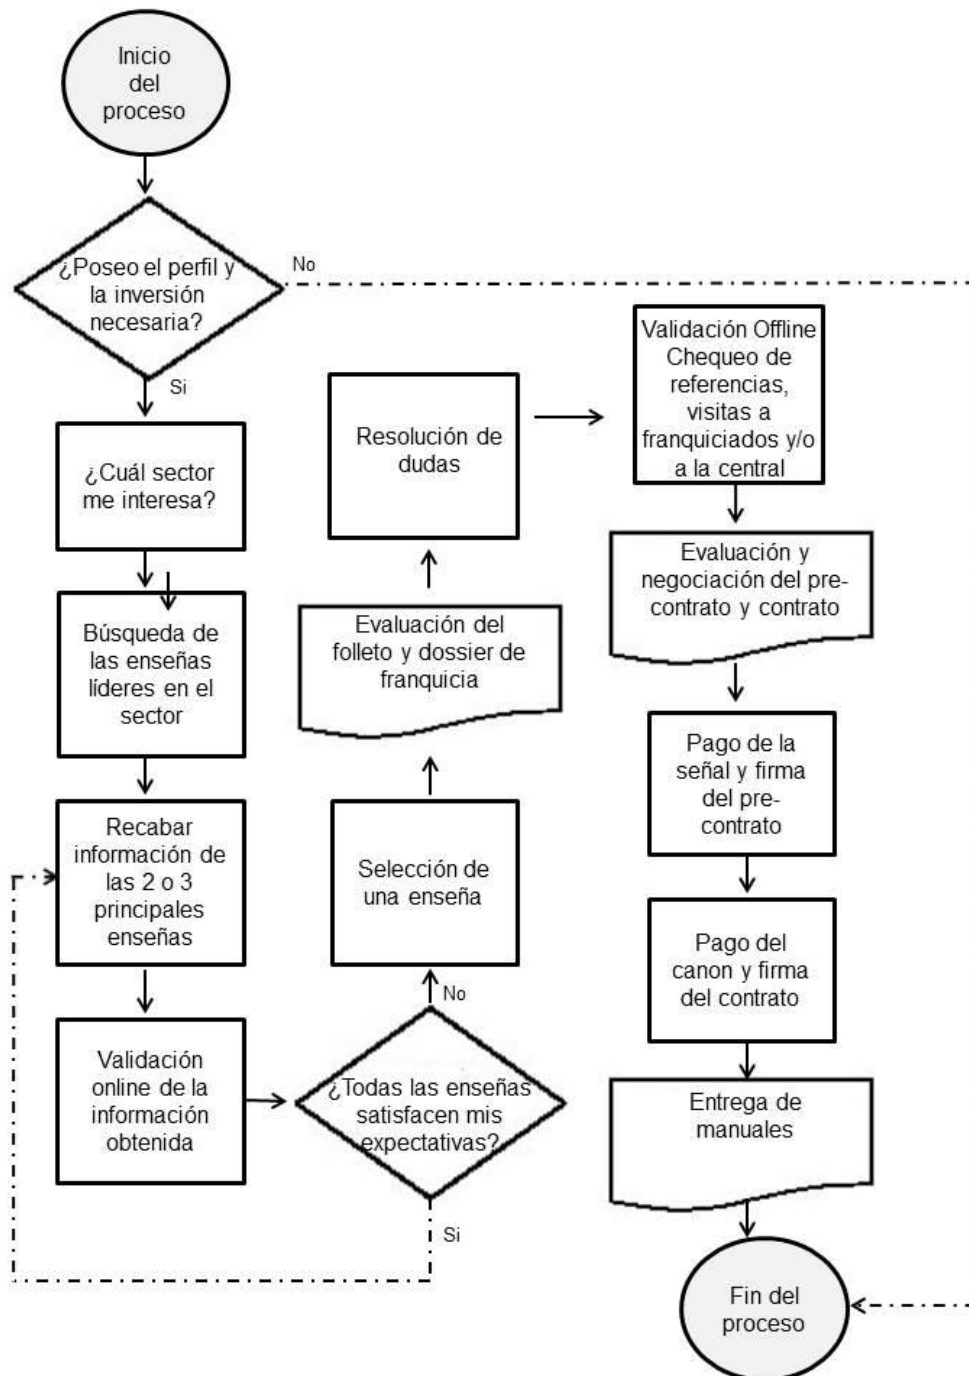 Inicio
del
proceso
¿Poseo el perfil y
la inversión
necesaria?
No
Si
¿Cuál sector
me interesa?
Búsqueda de
las enseñas
líderes en el
sector
Recabar
información de
las 2 o 3
principales
enseñas
Validación
online de la
información
obtenida
¿Todas las enseñas
satisfacen mis
expectativas?
Si
No
Selección de
una enseña
Evaluación del
folleto y dossier de
franquicia
Resolución de
dudas
Validación Offline
Chequeo de
referencias,
visitas a
franquiciados y/o
a la central
Evaluación y
negociación del pre-
contrato y contrato
Pago de la
señal y firma
del pre-
contrato
Pago del
canon y firma
del contrato
Entrega de
manuales
Fin del
proceso